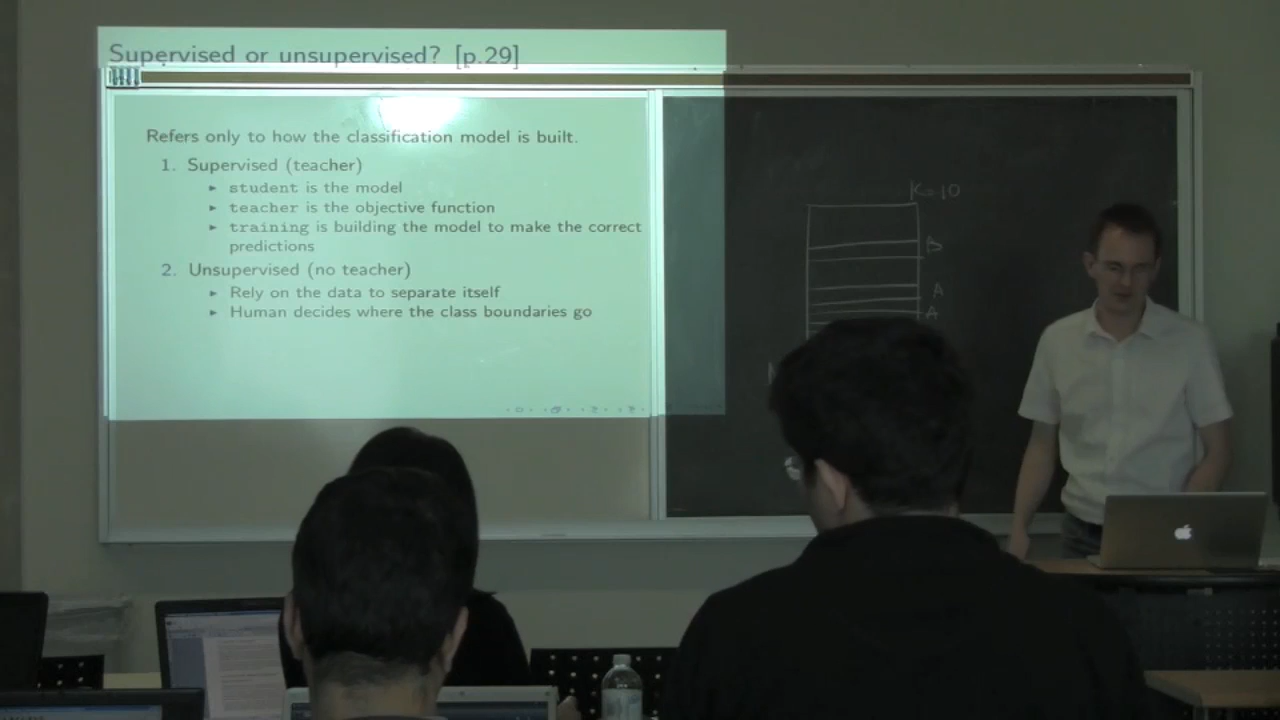 Supervised or unsupervised? [p.29]
Refers only to how the classification model is built.
1. Supervised (teacher)
▸ student is the model
▸ teacher is the objective function
▸ training is building the model to make the correct
predictions
2. Unsupervised (no teacher)
▸ Rely on the data to separate itself
▸ Human decides where the class boundaries go
K=10
B
A
A